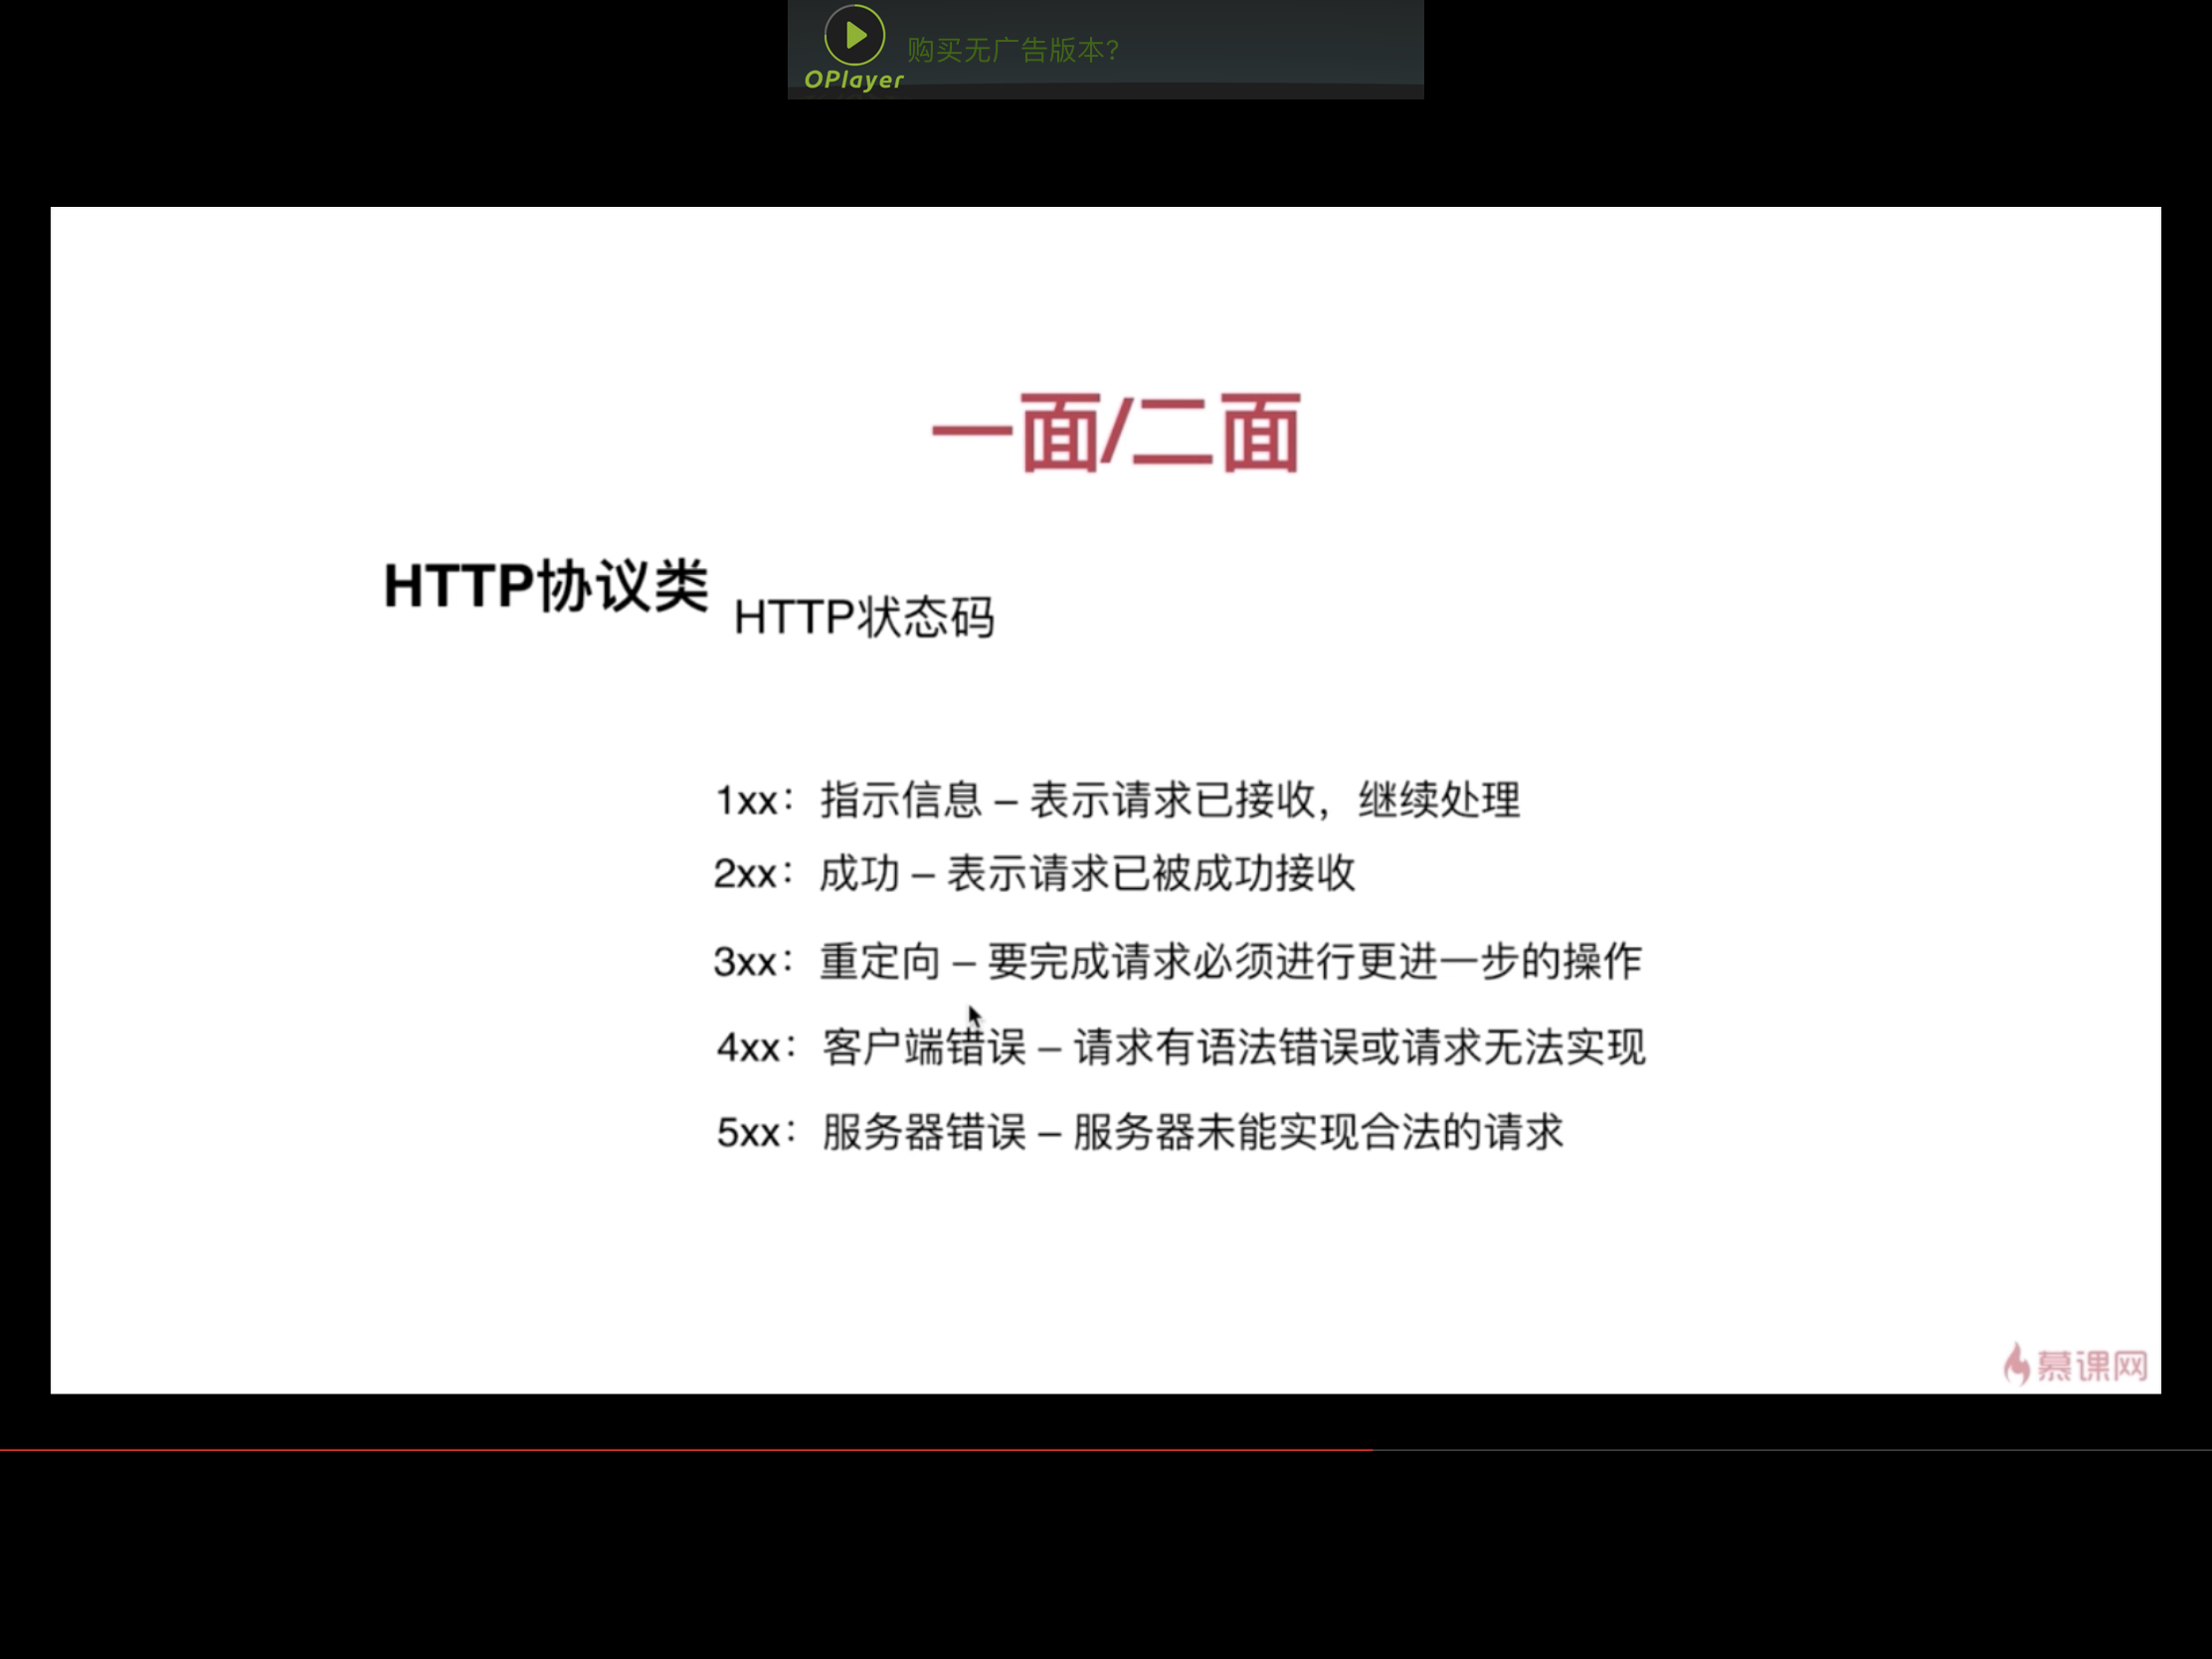 购买无广告版本?
OPlayer
一面/二面
HTTP协议类
HTTP状态码
1xx：指示信息 – 表示请求已接收，继续处理
2xx：成功 – 表示请求已被成功接收
3xx：重定向 – 要完成请求必须进行更进一步的操作
4xx：客户端错误 – 请求有语法错误或请求无法实现
5xx：服务器错误 – 服务器未能实现合法的请求
慕课网